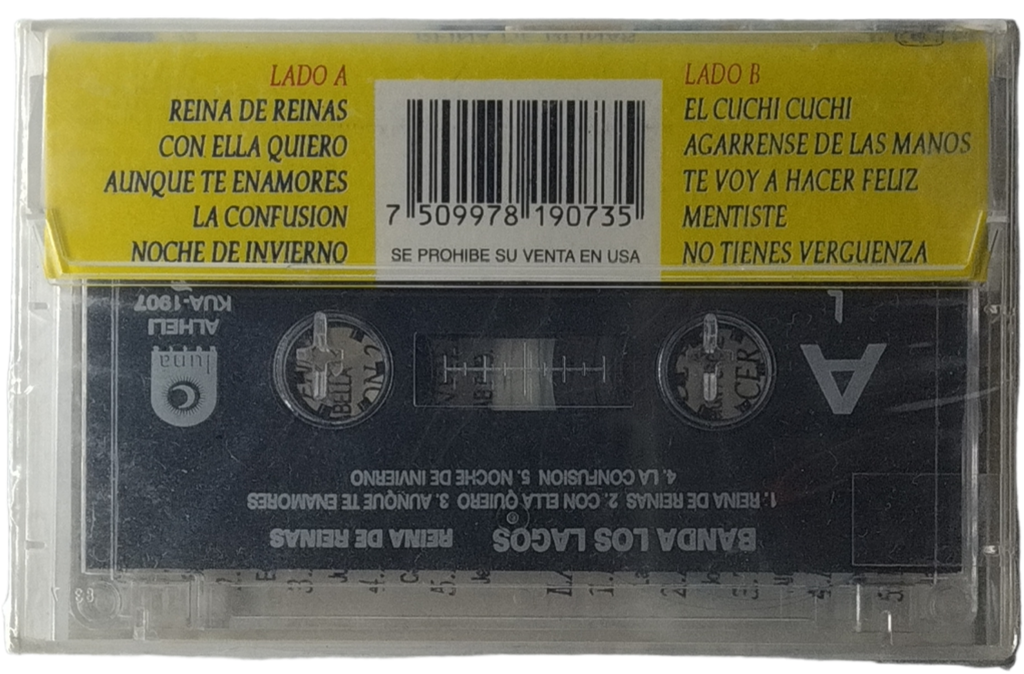 LADO A
REINA DE REINAS
CON ELLA QUIERO
AUNQUE TE ENAMORES
LA CONFUSION
NOCHE DE INVIERNO
7 509978 190735
SE PROHIBE SU VENTA EN USA
LADO B
EL CUCHI CUCHI
AGARRENSE DE LAS MANOS
TE VOY A HACER FELIZ
MENTISTE
NO TIENES VERGUENZA
BANDA LOS LAGOS REINA DE REINAS
1. REINA DE REINAS 2. CON ELLA QUIERO 3. AUNQUE TE ENAMORES
4. LA CONFUSION 5. NOCHE DE INVIERNO
A
luna
ALHELI
KUA-1907